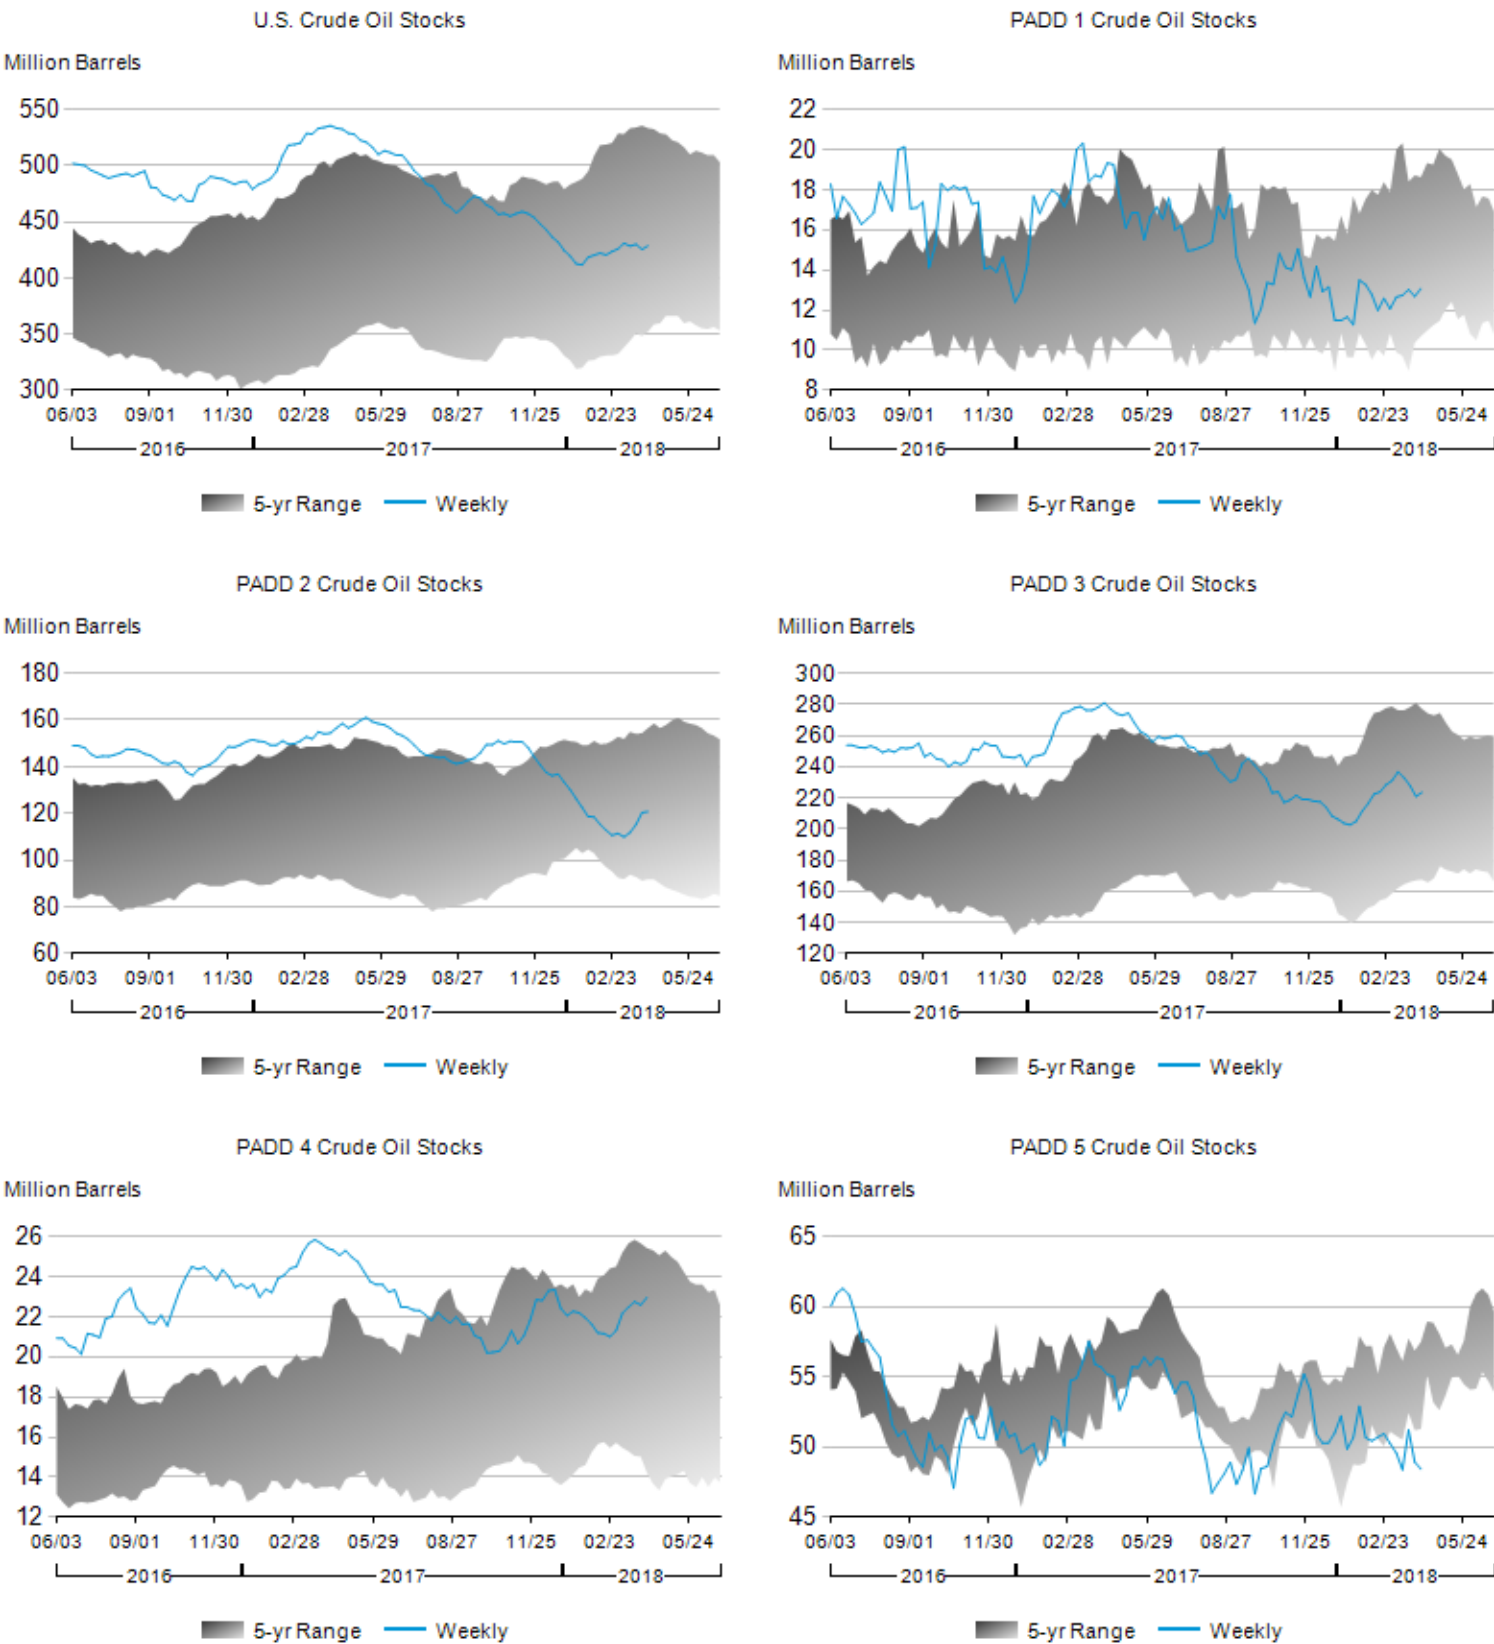 U.S. Crude Oil Stocks
Million Barrels
550
500
450
400
350
300
06/03 09/01 11/30 02/28 05/29 08/27 11/25 02/23 05/24
2016 2017 2018
5-yr Range Weekly
PADD 1 Crude Oil Stocks
Million Barrels
22
20
18
16
14
12
10
8
06/03 09/01 11/30 02/28 05/29 08/27 11/25 02/23 05/24
2016 2017 2018
5-yr Range Weekly
PADD 2 Crude Oil Stocks
Million Barrels
180
160
140
120
100
80
60
06/03 09/01 11/30 02/28 05/29 08/27 11/25 02/23 05/24
2016 2017 2018
5-yr Range Weekly
PADD 3 Crude Oil Stocks
Million Barrels
300
280
260
240
220
200
180
160
140
120
06/03 09/01 11/30 02/28 05/29 08/27 11/25 02/23 05/24
2016 2017 2018
5-yr Range Weekly
PADD 4 Crude Oil Stocks
Million Barrels
26
24
22
20
18
16
14
12
06/03 09/01 11/30 02/28 05/29 08/27 11/25 02/23 05/24
2016 2017 2018
5-yr Range Weekly
PADD 5 Crude Oil Stocks
Million Barrels
65
60
55
50
45
06/03 09/01 11/30 02/28 05/29 08/27 11/25 02/23 05/24
2016 2017 2018
5-yr Range Weekly